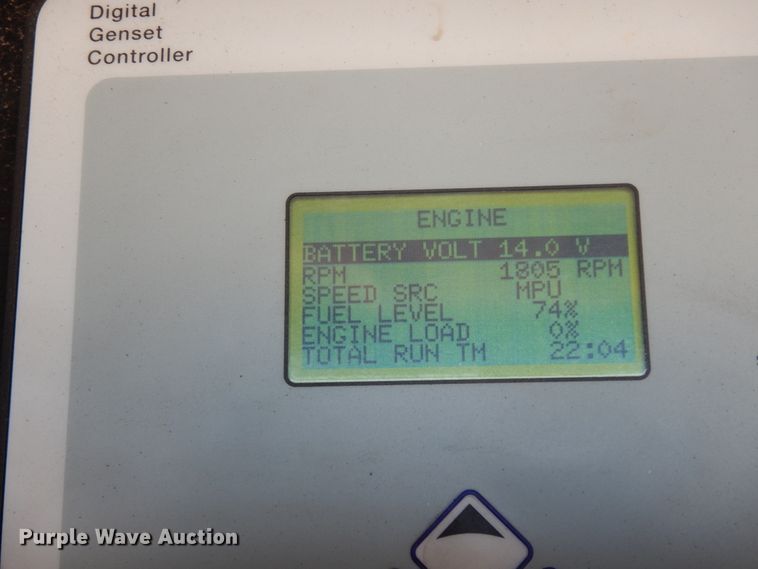 Digital
Genset
Controller
ENGINE
BATTERY VOLT 14.0 V
RPM 1805 RPM
SPEED SRC MPU
FUEL LEVEL 74%
ENGINE LOAD 0%
TOTAL RUN TM 22:04
Purple Wave Auction